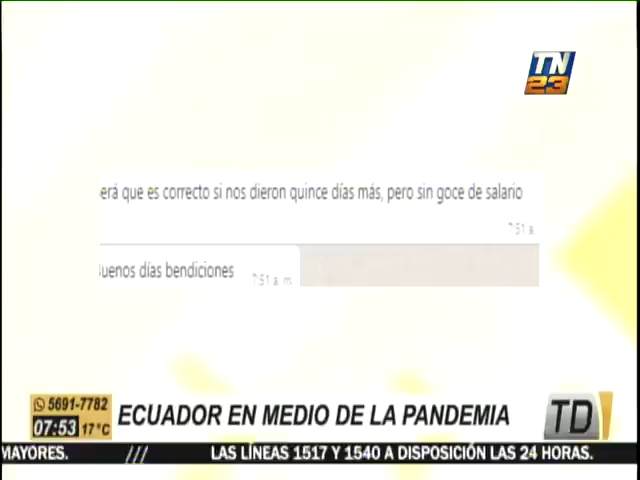 TN
23
erá que es correcto si nos dieron quince días más, pero sin goce de salario
7:51 a.
uenos días bendiciones
7:51 a. m.
5691-7782
07:53 17°C
ECUADOR EN MEDIO DE LA PANDEMIA
TD
MAYORES. /// LAS LÍNEAS 1517 Y 1540 A DISPOSICIÓN LAS 24 HORAS.